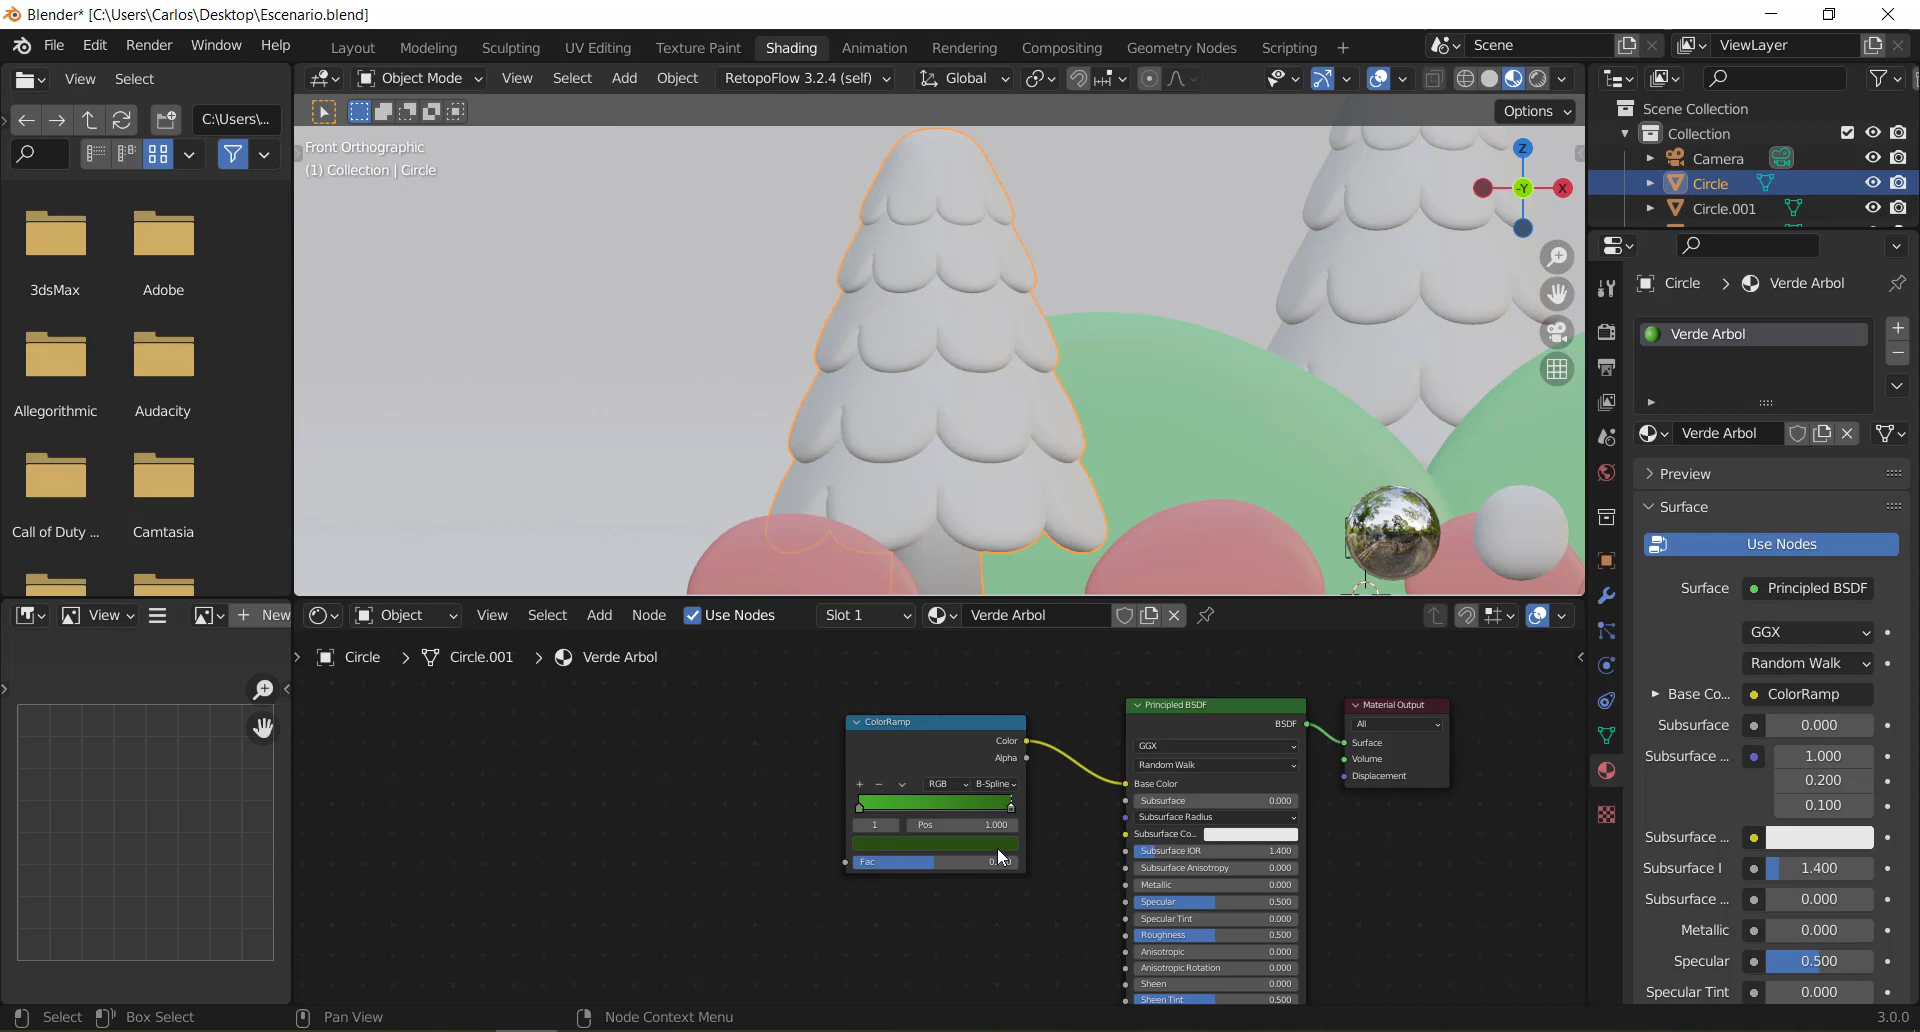 Blender* [C:\Users\Carlos\Desktop\Escenario.blend]
File Edit Render Window Help
Layout Modeling Sculpting UV Editing Texture Paint Shading Animation Rendering Compositing Geometry Nodes Scripting +
Scene
ViewLayer
View Select
Object Mode View Select Add Object RetopoFlow 3.2.4 (self) Global
C:\Users\...
Options
Front Orthographic
(1) Collection | Circle
Z
-Y
X
3dsMax
Adobe
Allegorithmic
Audacity
Call of Duty ...
Camtasia
Scene Collection
Collection
Camera
Circle
Circle.001
Circle > Verde Arbol
Verde Arbol
Verde Arbol
Preview
Surface
Use Nodes
Surface Principled BSDF
GGX
Random Walk
Base Co... ColorRamp
Subsurface 0.000
Subsurface ... 1.000
0.200
0.100
Subsurface ...
Subsurface I 1.400
Subsurface ... 0.000
Metallic 0.000
Specular 0.500
Specular Tint 0.000
View + New
Object View Select Add Node Use Nodes Slot 1 Verde Arbol
Circle > Circle.001 > Verde Arbol
ColorRamp
Color
Alpha
RGB B-Spline
1 Pos 1.000
Fac
Principled BSDF
BSDF
GGX
Random Walk
Base Color
Subsurface 0.000
Subsurface Radius
Subsurface Co...
Subsurface IOR 1.400
Subsurface Anisotropy 0.000
Metallic 0.000
Specular 0.500
Specular Tint 0.000
Roughness 0.500
Anisotropic 0.000
Anisotropic Rotation 0.000
Sheen 0.000
Sheen Tint 0.500
Material Output
All
Surface
Volume
Displacement
Select Box Select Pan View Node Context Menu 3.0.0